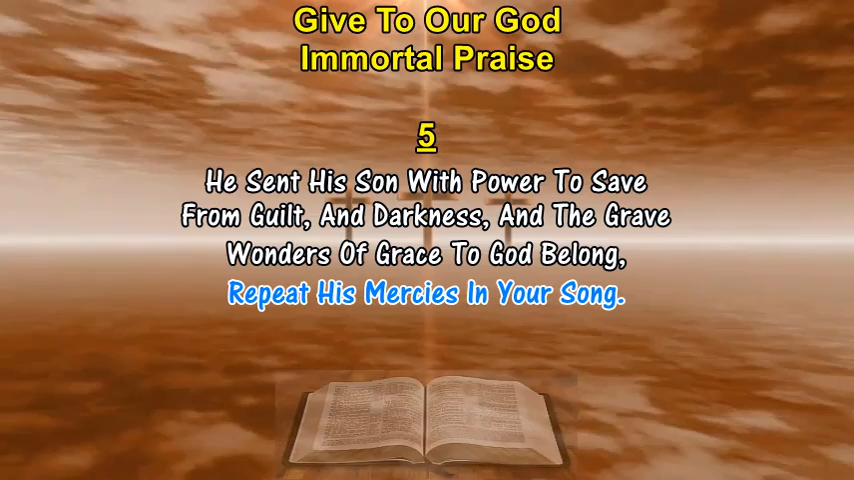 Give To Our God
Immortal Praise
5
He Sent His Son With Power To Save
From Guilt, And Darkness, And The Grave
Wonders Of Grace To God Belong,
Repeat His Mercies In Your Song.